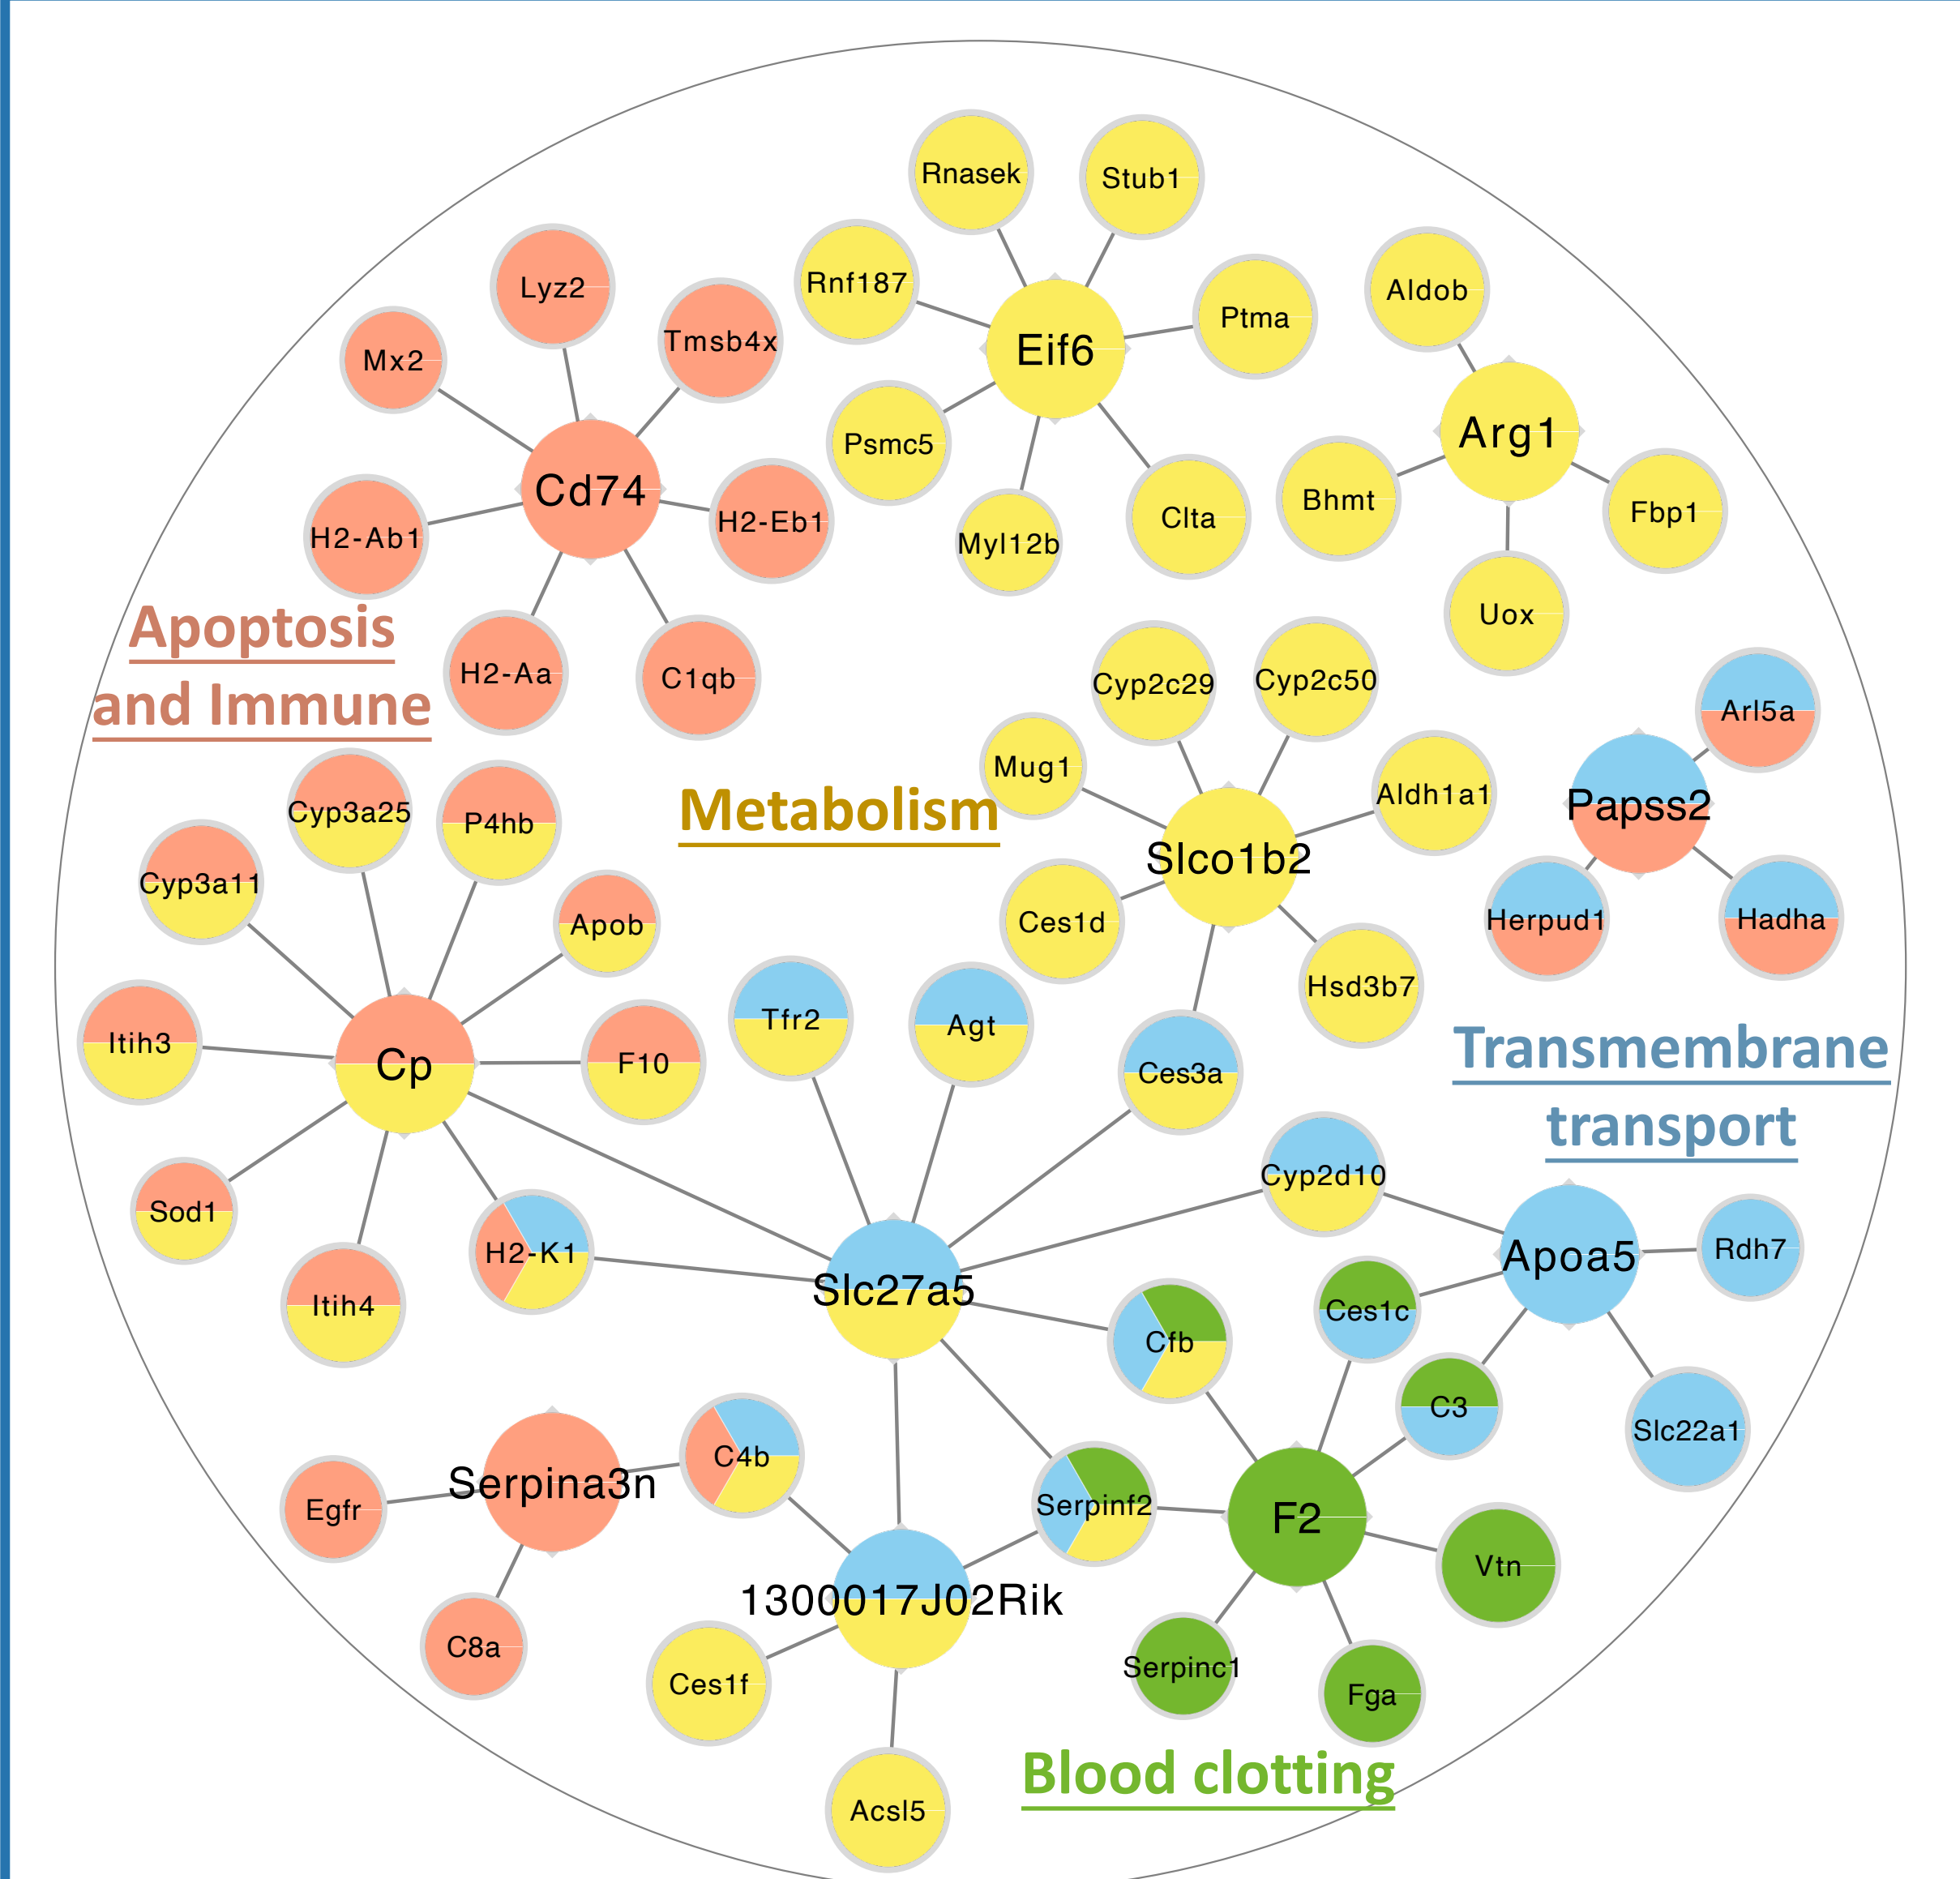 Rnasek
Stub1
Rnf187
Lyz2
Aldob
Ptma
Tmsb4x
Mx2
Eif6
Arg1
Psmc5
Cd74
Bhmt
Fbp1
H2-Eb1
Clta
H2-Ab1
Myl12b
Uox
Apoptosis
and Immune
H2-Aa
C1qb
Cyp2c29
Cyp2c50
Arl5a
Mug1
Aldh1a1
Metabolism
Papss2
Cyp3a25
P4hb
Slco1b2
Cyp3a11
Apob
Ces1d
Herpud1
Hadha
Hsd3b7
Tfr2
Agt
Itih3
Cp
F10
Ces3a
Transmembrane
transport
Cyp2d10
Sod1
H2-K1
Rdh7
Apoa5
Slc27a5
Itih4
Ces1c
Cfb
C3
Slc22a1
C4b
Serpina3n
Egfr
Serpinf2
F2
Vtn
1300017J02Rik
C8a
Serpinc1
Ces1f
Fga
Blood clotting
Acsl5